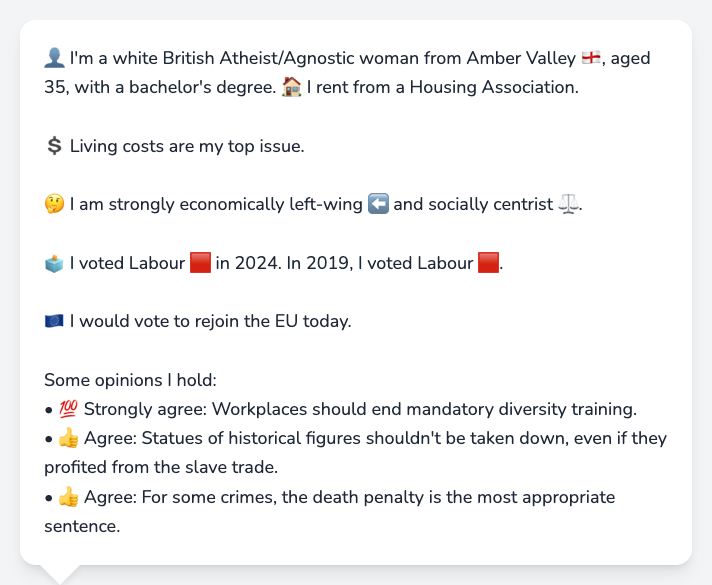 👤 I'm a white British Atheist/Agnostic woman from Amber Valley 🏴󠁧󠁢󠁥󠁮󠁧󠁿, aged
35, with a bachelor's degree. 🏠 I rent from a Housing Association.
💲 Living costs are my top issue.
🤔 I am strongly economically left-wing ⬅️ and socially centrist ⚖️.
🗳️ I voted Labour 🟥 in 2024. In 2019, I voted Labour 🟥.
🇪🇺 I would vote to rejoin the EU today.
Some opinions I hold:
• 💯 Strongly agree: Workplaces should end mandatory diversity training.
• 👍 Agree: Statues of historical figures shouldn't be taken down, even if they
profited from the slave trade.
• 👍 Agree: For some crimes, the death penalty is the most appropriate
sentence.